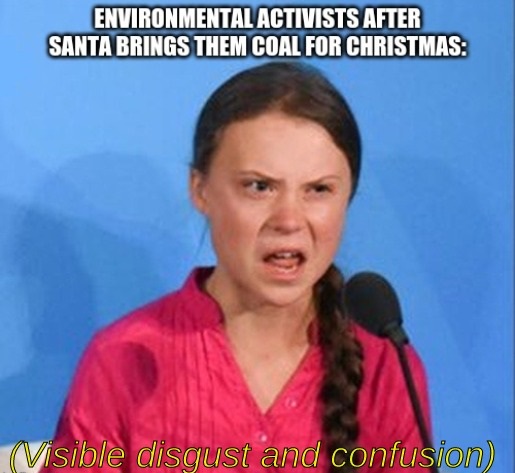 ENVIRONMENTAL ACTIVISTS AFTER
SANTA BRINGS THEM COAL FOR CHRISTMAS:
(Visible disgust and confusion)